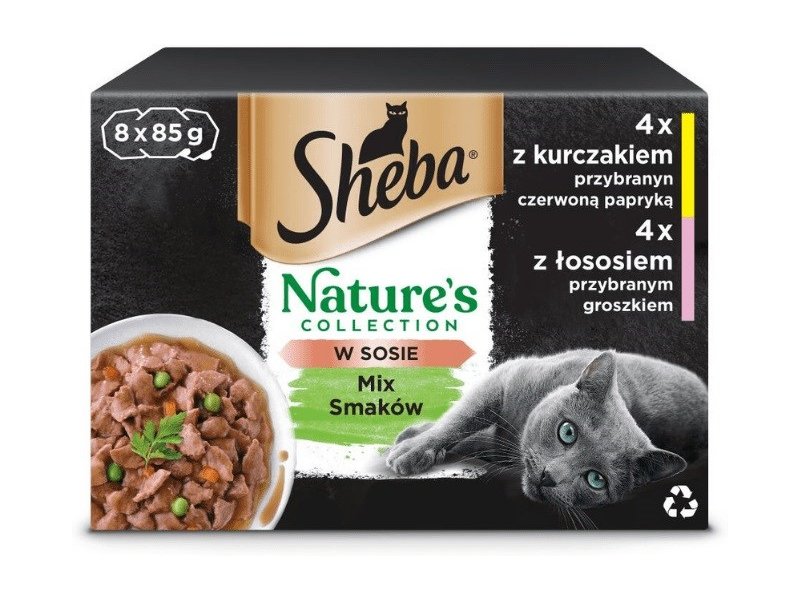 8 x 85 g
Sheba®
Nature's
COLLECTION
W SOSIE
Mix
Smaków
4 x
z kurczakiem
przybranyn
czerwoną papryką
4 x
z łososiem
przybranym
groszkiem